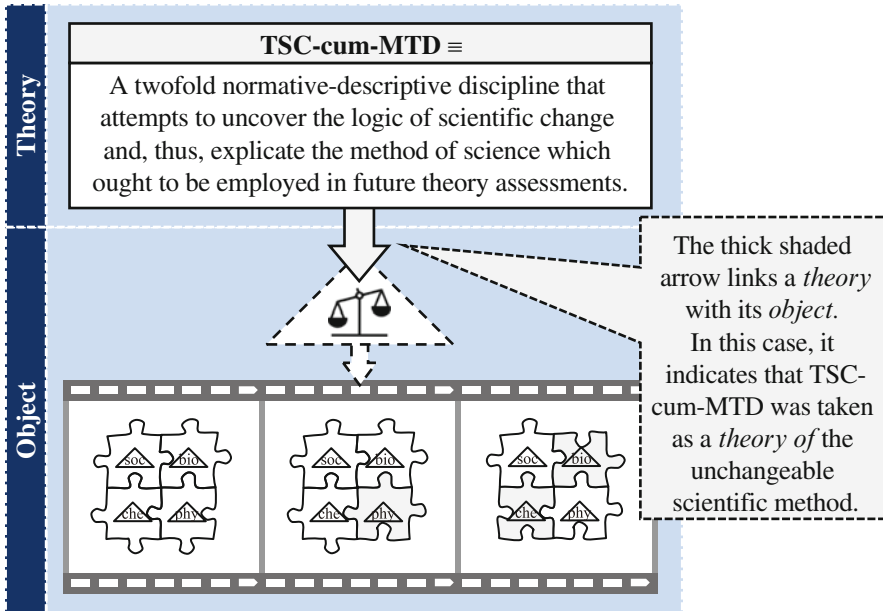 Theory
TSC-cum-MTD ≡
A twofold normative-descriptive discipline that
attempts to uncover the logic of scientific change
and, thus, explicate the method of science which
ought to be employed in future theory assessments.
Object
The thick shaded
arrow links a theory
with its object.
In this case, it
indicates that TSC-
cum-MTD was taken
as a theory of the
unchangeable
scientific method.
soc bio soc bio soc bio
che phy che phy che phy